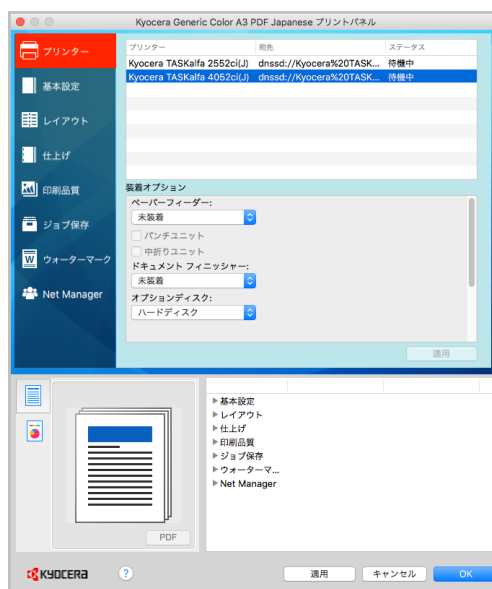 Kyocera Generic Color A3 PDF Japanese プリントパネル
プリンター
基本設定
レイアウト
仕上げ
印刷品質
ジョブ保存
ウォーターマーク
Net Manager
プリンター 宛先 ステータス
Kyocera TASKalfa 2552ci(J) dnssd://Kyocera%20TASK... 待機中
Kyocera TASKalfa 4052ci(J) dnssd://Kyocera%20TASK... 待機中
装着オプション
ペーパーフィーダー:
未装着
パンチユニット
中折りユニット
ドキュメント フィニッシャー:
未装着
オプションディスク:
ハードディスク
適用
PDF
基本設定
レイアウト
仕上げ
印刷品質
ジョブ保存
ウォーターマ...
Net Manager
KYOCERA ? 適用 キャンセル OK